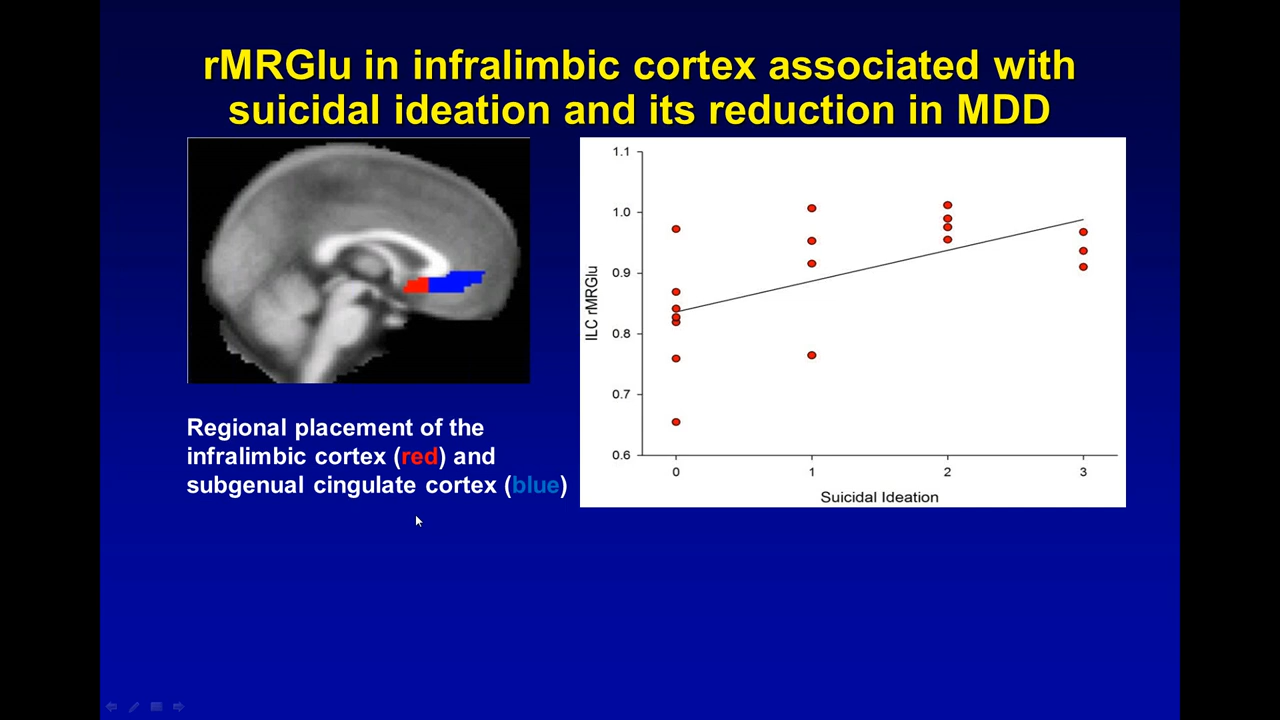 rMRGlu in infralimbic cortex associated with
suicidal ideation and its reduction in MDD
1.1
1.0
0.9
0.8
0.7
0.6
ILC rMRGlu
0 1 2 3
Suicidal Ideation
Regional placement of the
infralimbic cortex (red) and
subgenual cingulate cortex (blue)